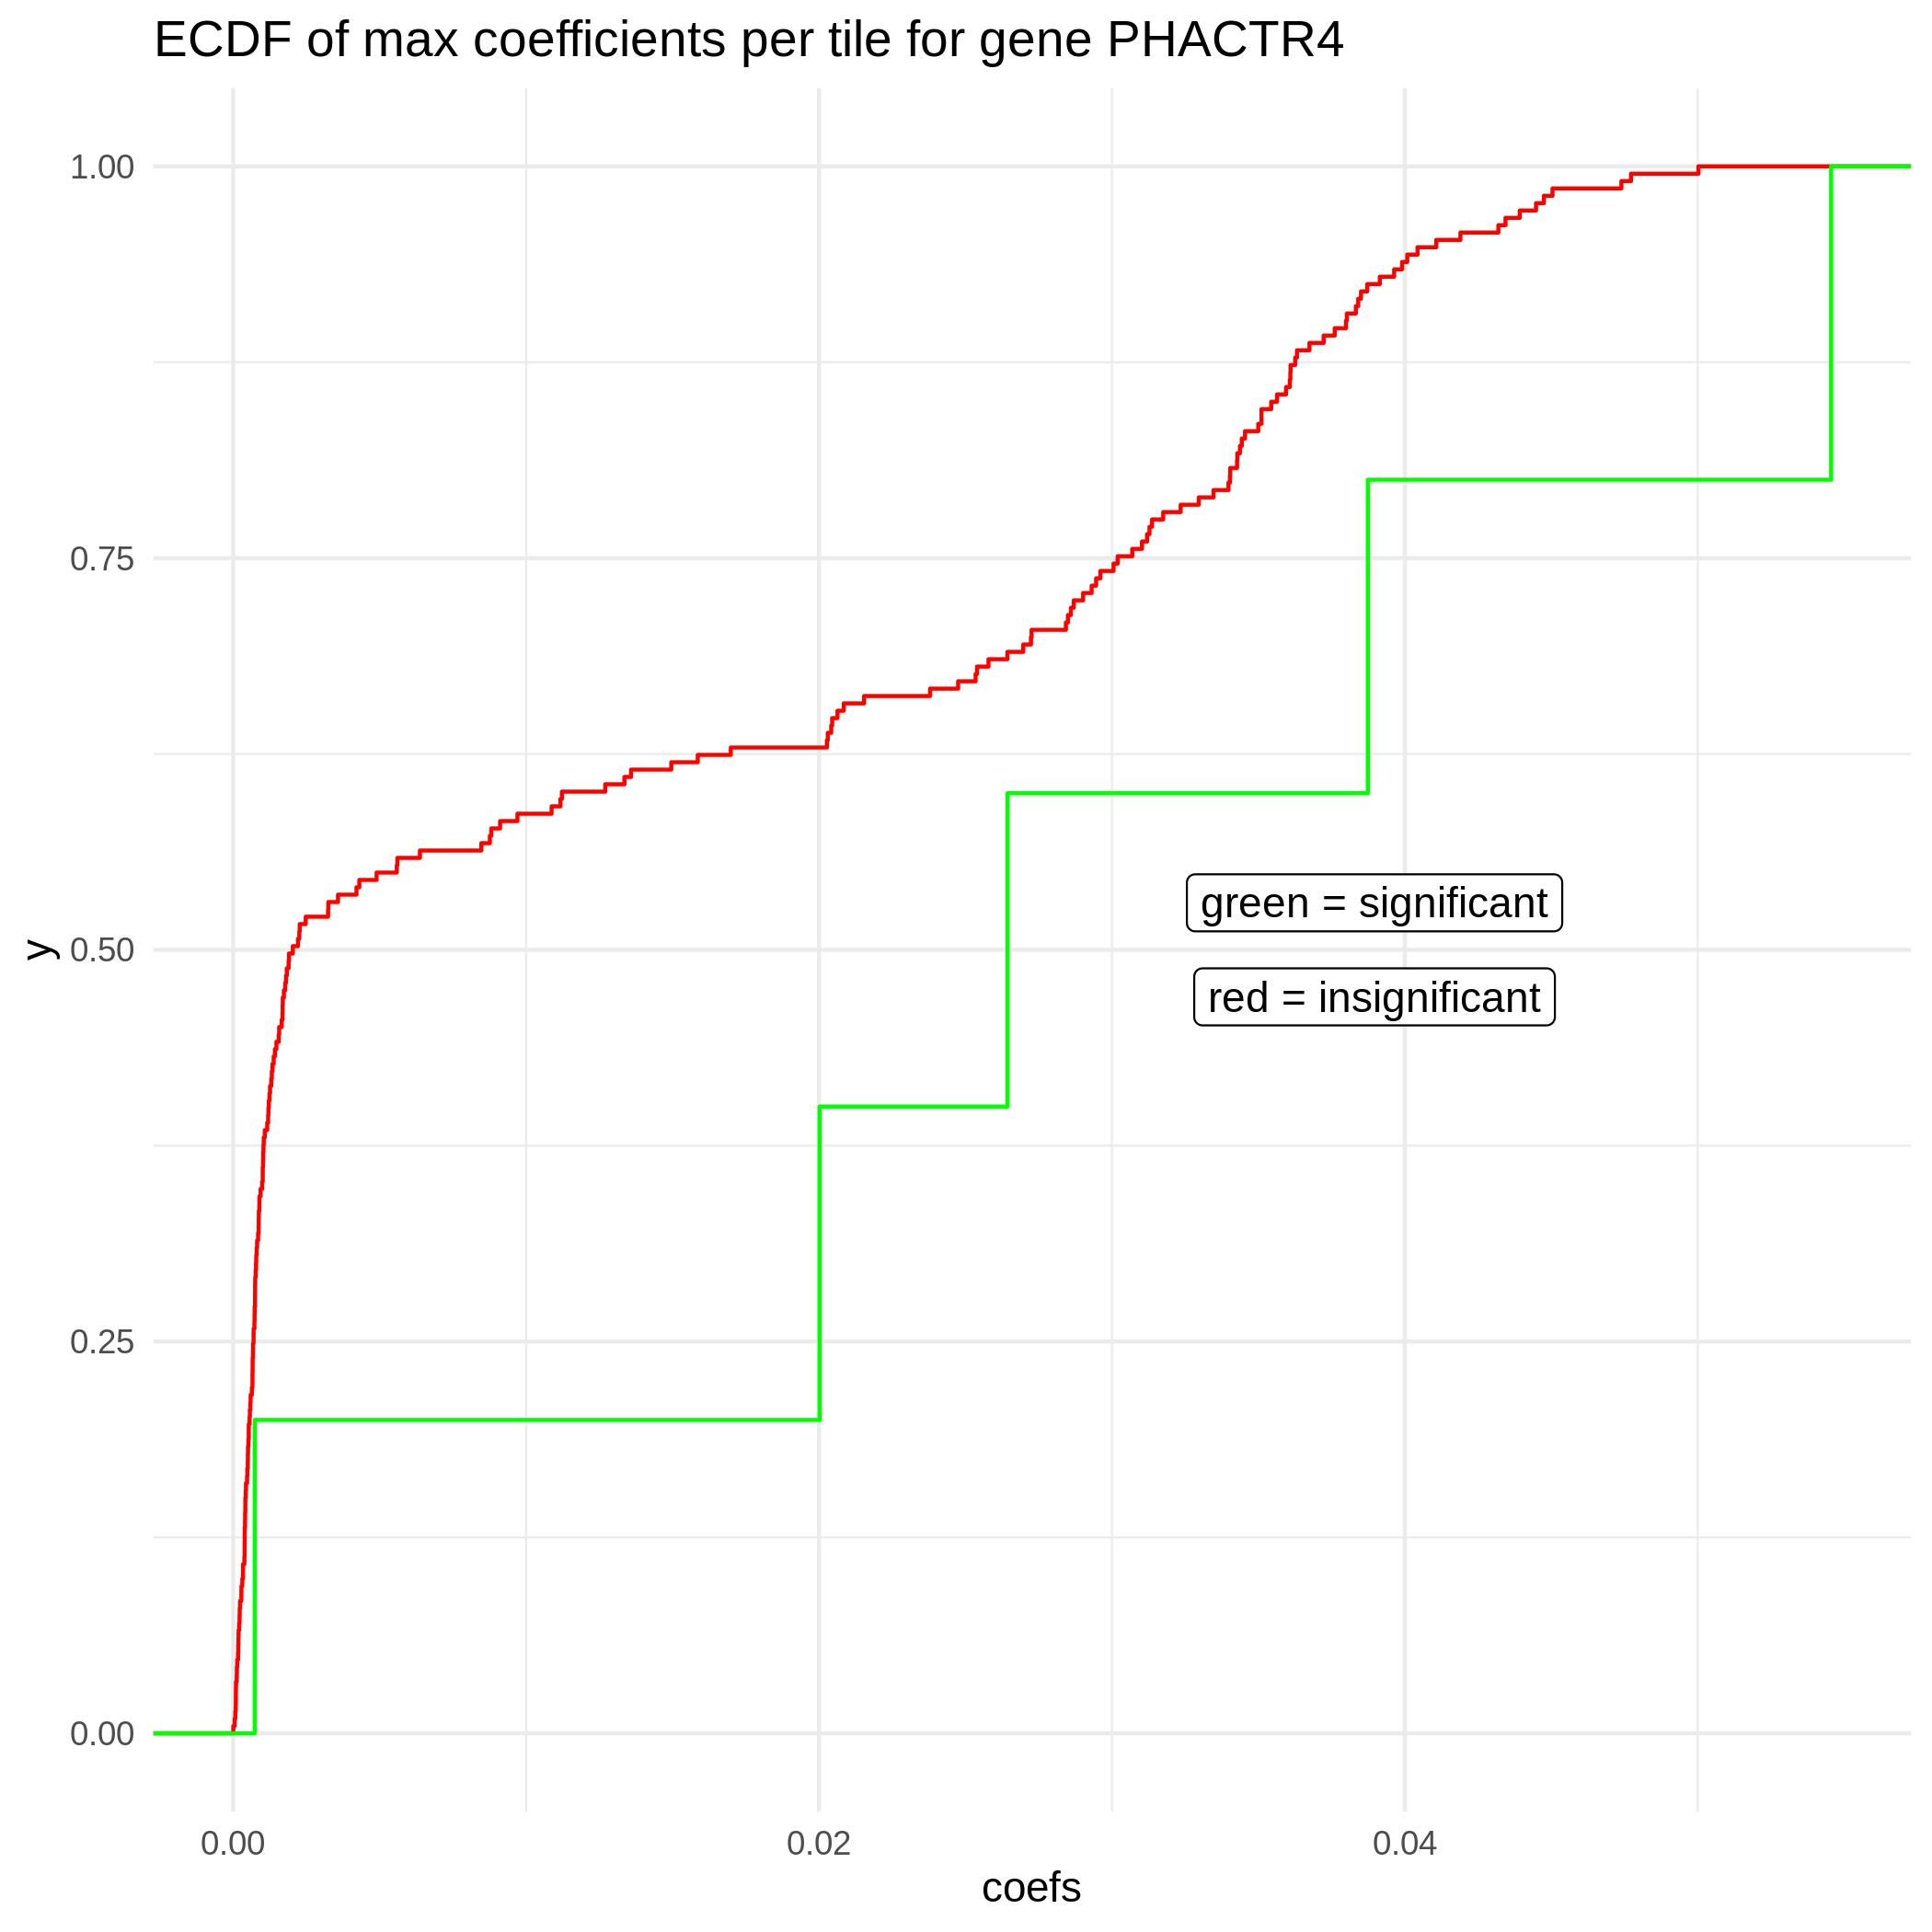 ECDF of max coefficients per tile for gene PHACTR4
1.00
0.75
0.50
0.25
0.00
y
green = significant
red = insignificant
0.00
0.02
0.04
coefs